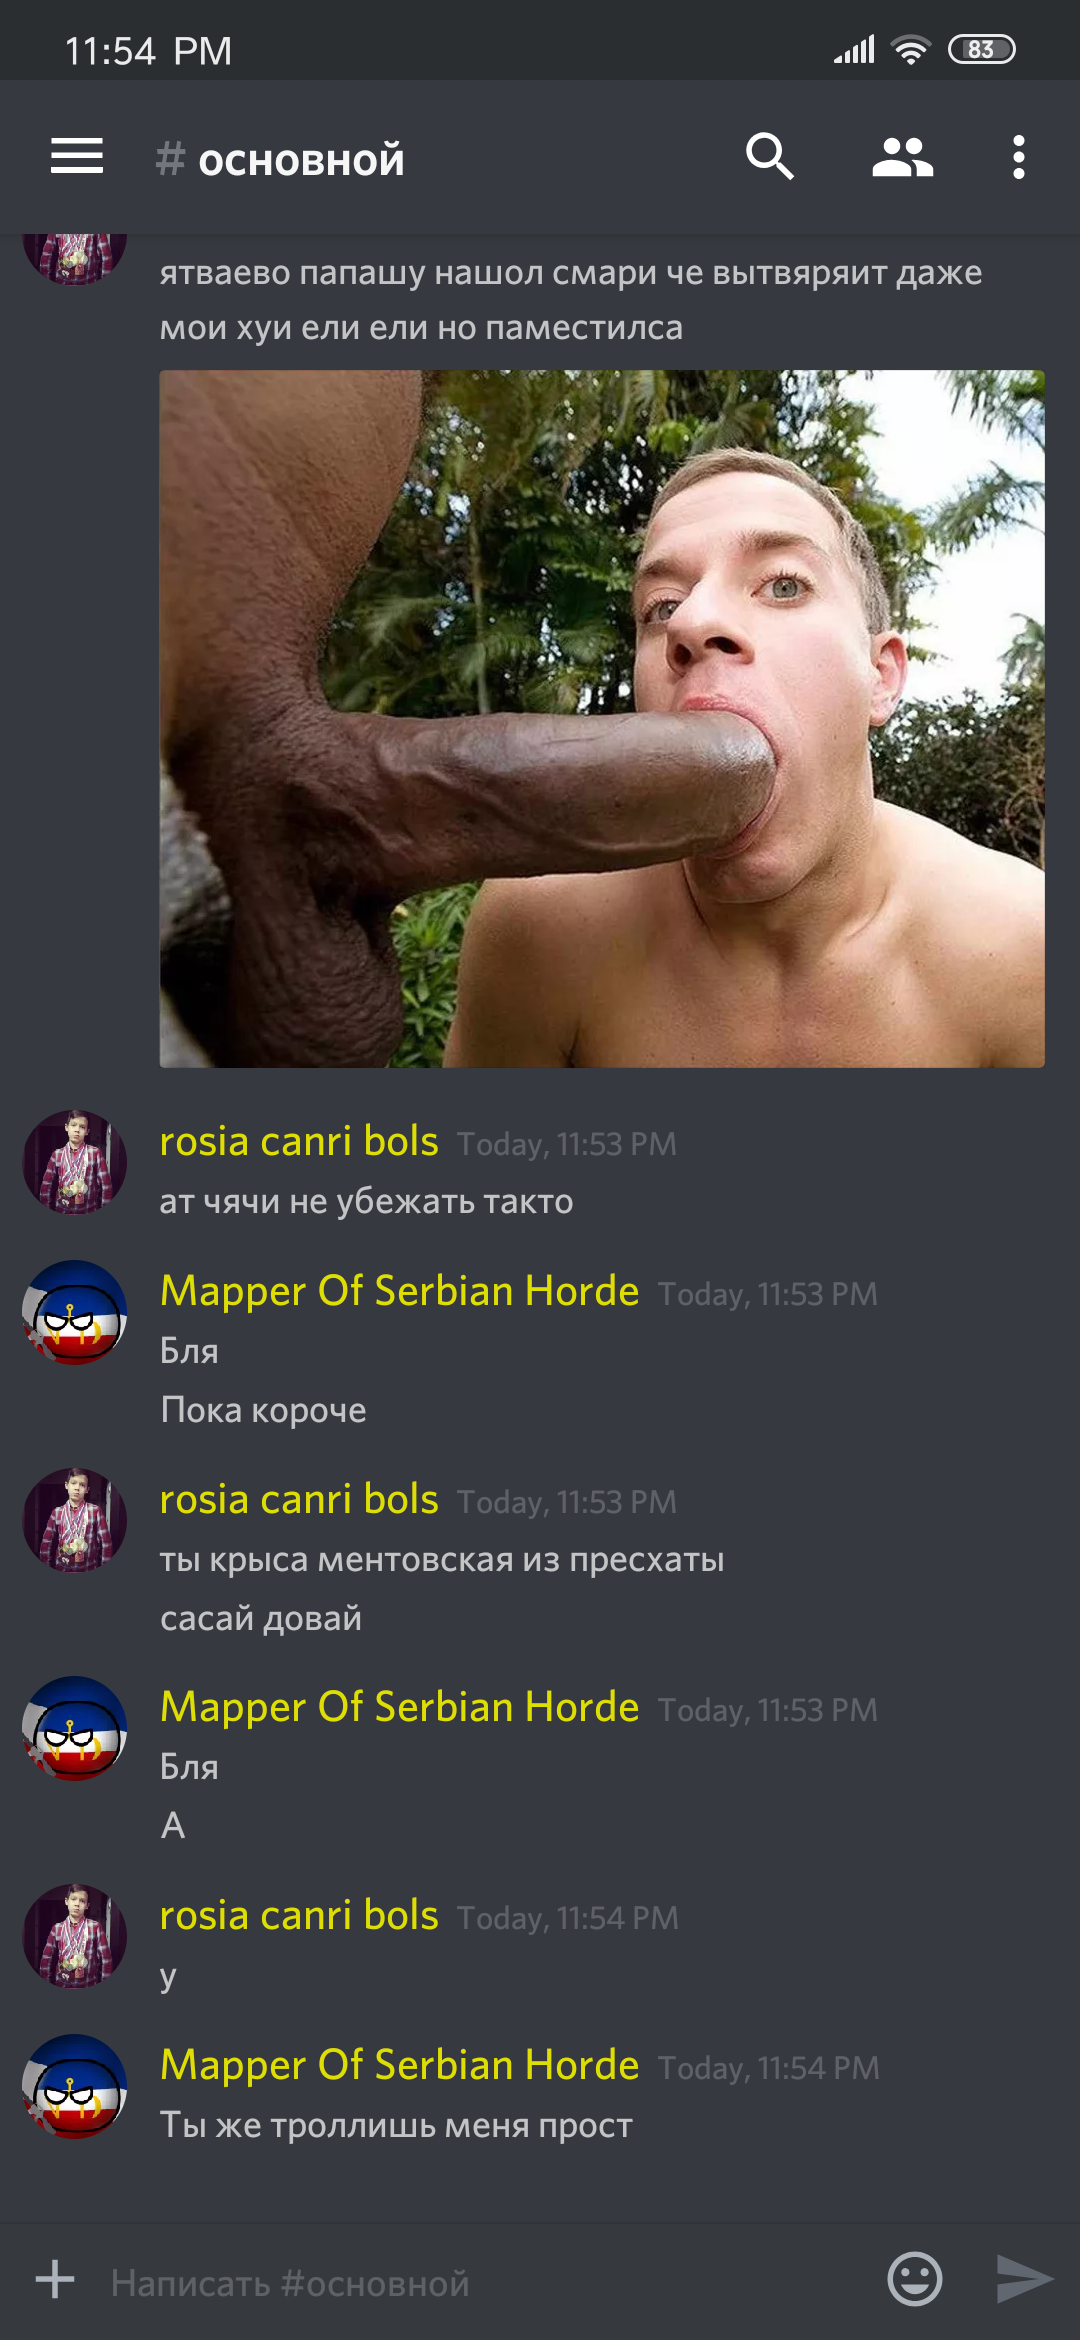 11:54 PM
83
# основной
ятваево папашу нашол смари че вытвяряит даже
мои хуи ели ели но паместилса
rosia canri bols Today, 11:53 PM
ат чячи не убежать такто
Mapper Of Serbian Horde Today, 11:53 PM
Бля
Пока короче
rosia canri bols Today, 11:53 PM
ты крыса ментовская из пресхаты
сасай довай
Mapper Of Serbian Horde Today, 11:53 PM
Бля
А
rosia canri bols Today, 11:54 PM
у
Mapper Of Serbian Horde Today, 11:54 PM
Ты же троллишь меня прост
Написать #основной